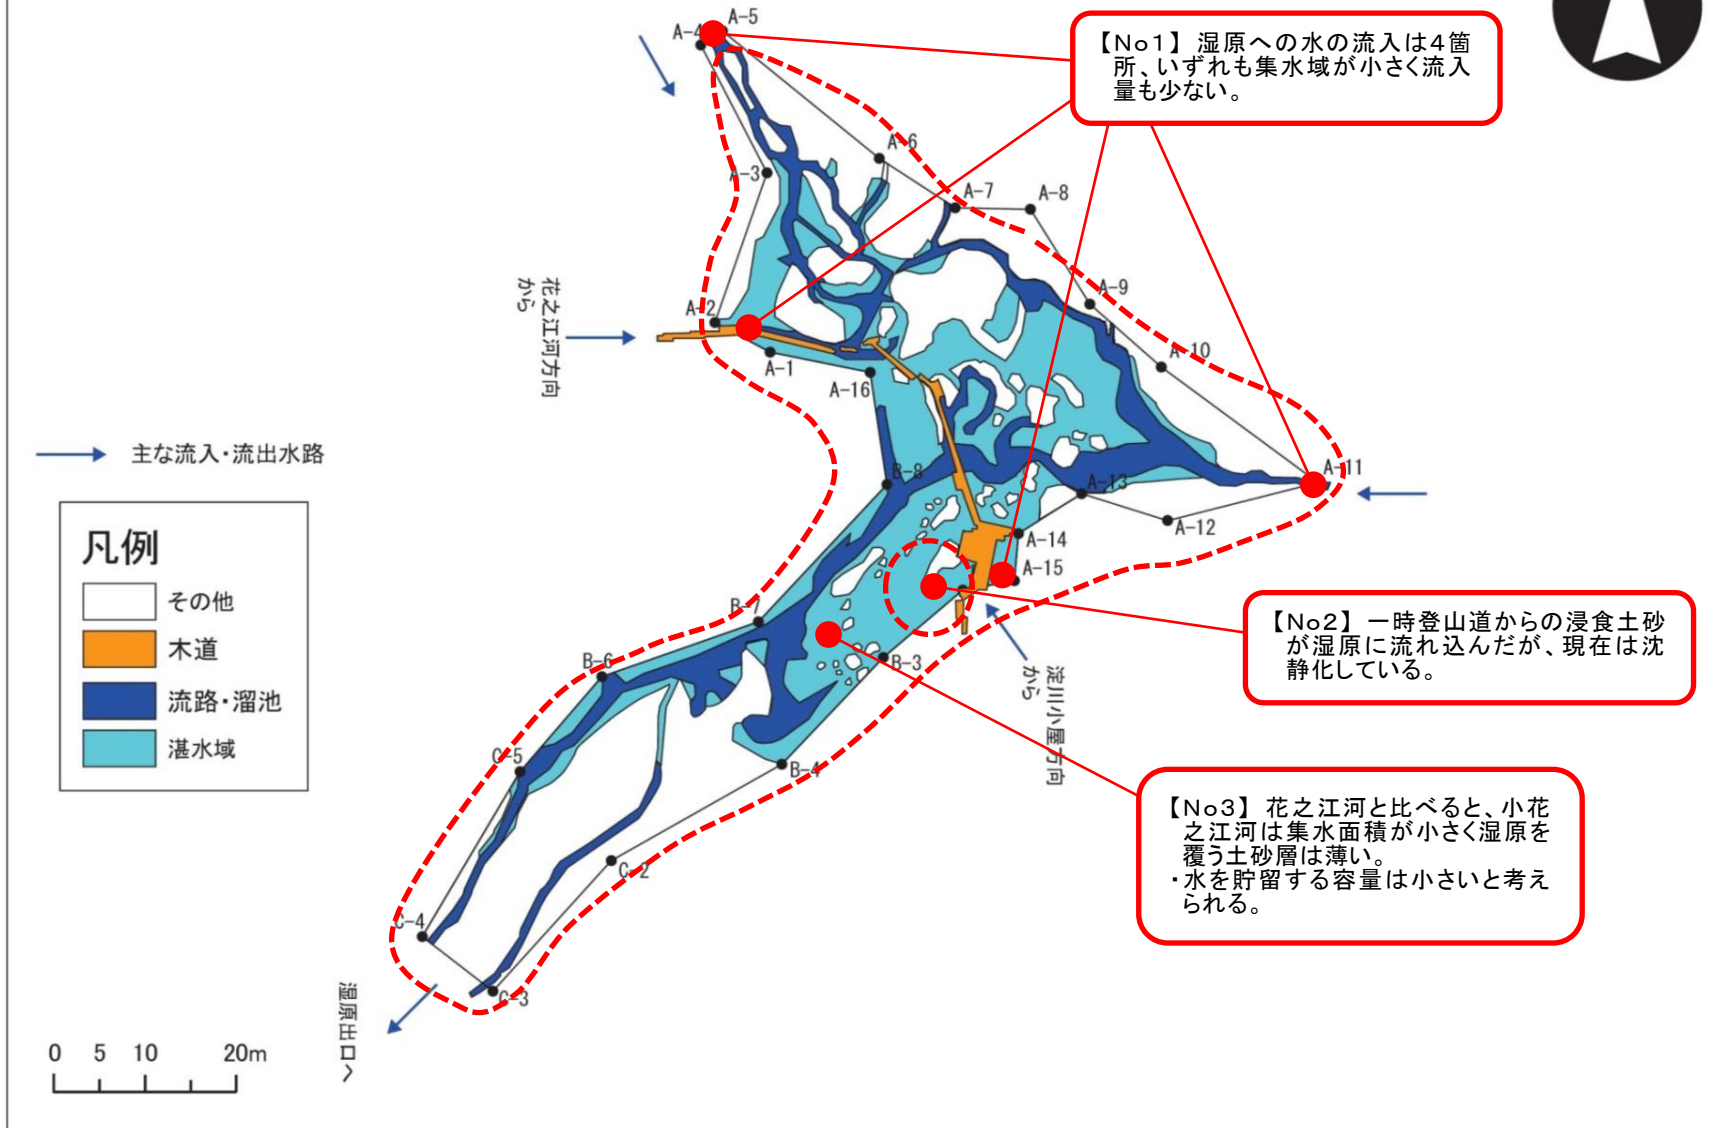 A-5
A-4
【No1】湿原への水の流入は4箇
所、いずれも集水域が小さく流入
量も少ない。
A-6
A-3
A-7
A-8
花之江河方向
から
A-2
A-9
A-1
A-10
A-16
主な流入・流出水路
B-8
A-13
A-11
A-12
凡例
その他
木道
流路・溜池
湛水域
A-14
A-15
B-7
【No2】一時登山道からの浸食土砂
が湿原に流れ込んだが、現在は沈
静化している。
B-6
B-3
淀川小屋方向
から
C-5
B-4
【No3】花之江河と比べると、小花
之江河は集水面積が小さく湿原を
覆う土砂層は薄い。
・水を貯留する容量は小さいと考え
られる。
C-2
C-4
C-3
湿原出口へ
0 5 10 20m